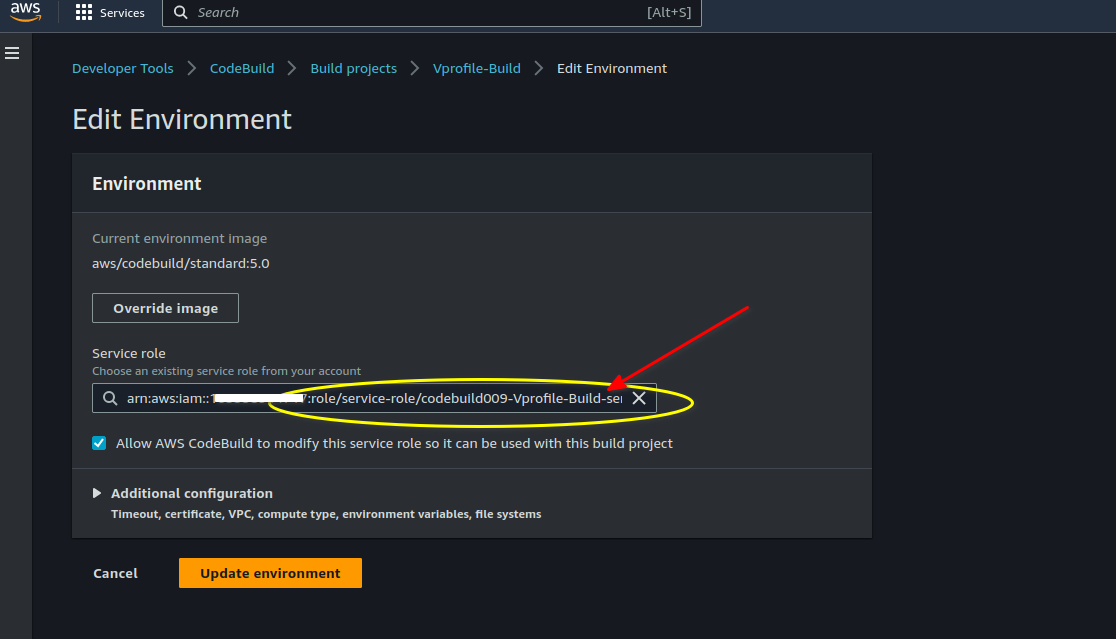 aws
Services
Search
[Alt+S]
Developer Tools
CodeBuild
Build projects
Vprofile-Build
Edit Environment
Edit Environment
Environment
Current environment image
aws/codebuild/standard:5.0
Override image
Service role
Choose an existing service role from your account
arn:aws:iam:: :role/service-role/codebuild009-Vprofile-Build-ser
Allow AWS CodeBuild to modify this service role so it can be used with this build project
Additional configuration
Timeout, certificate, VPC, compute type, environment variables, file systems
Cancel
Update environment